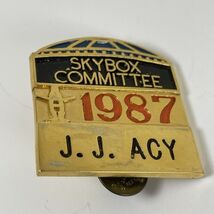 SKYBOX
COMMITTEE
1987
J. J. ACY